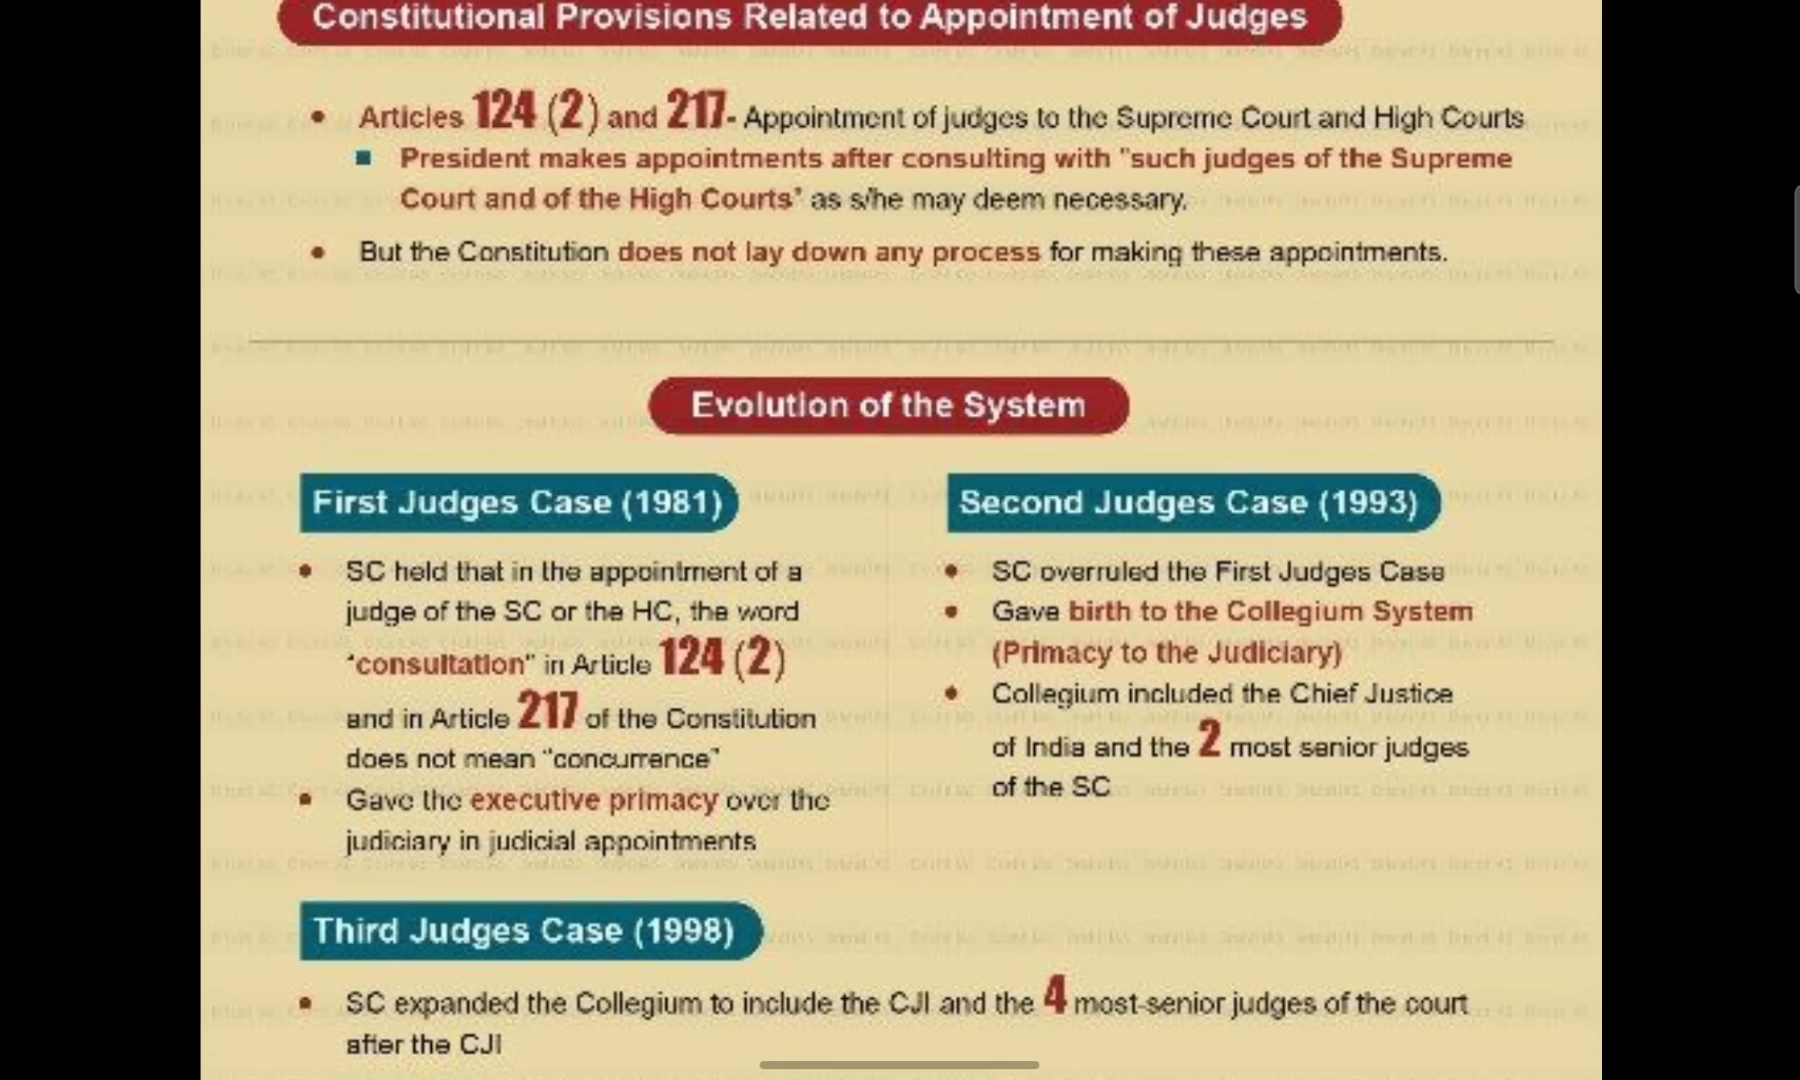 Constitutional Provisions Related to Appointment of Judges
• Articles 124 (2) and 217- Appointment of judges to the Supreme Court and High Courts
▪ President makes appointments after consulting with "such judges of the Supreme
Court and of the High Courts" as s/he may deem necessary.
• But the Constitution does not lay down any process for making these appointments.
Evolution of the System
First Judges Case (1981)
• SC held that in the appointment of a
judge of the SC or the HC, the word
"consultation" in Article 124 (2)
and in Article 217 of the Constitution
does not mean "concurrence"
• Gave the executive primacy over the
judiciary in judicial appointments
Second Judges Case (1993)
• SC overruled the First Judges Case
• Gave birth to the Collegium System
(Primacy to the Judiciary)
• Collegium included the Chief Justice
of India and the 2 most senior judges
of the SC
Third Judges Case (1998)
• SC expanded the Collegium to include the CJI and the 4 most-senior judges of the court
after the CJI